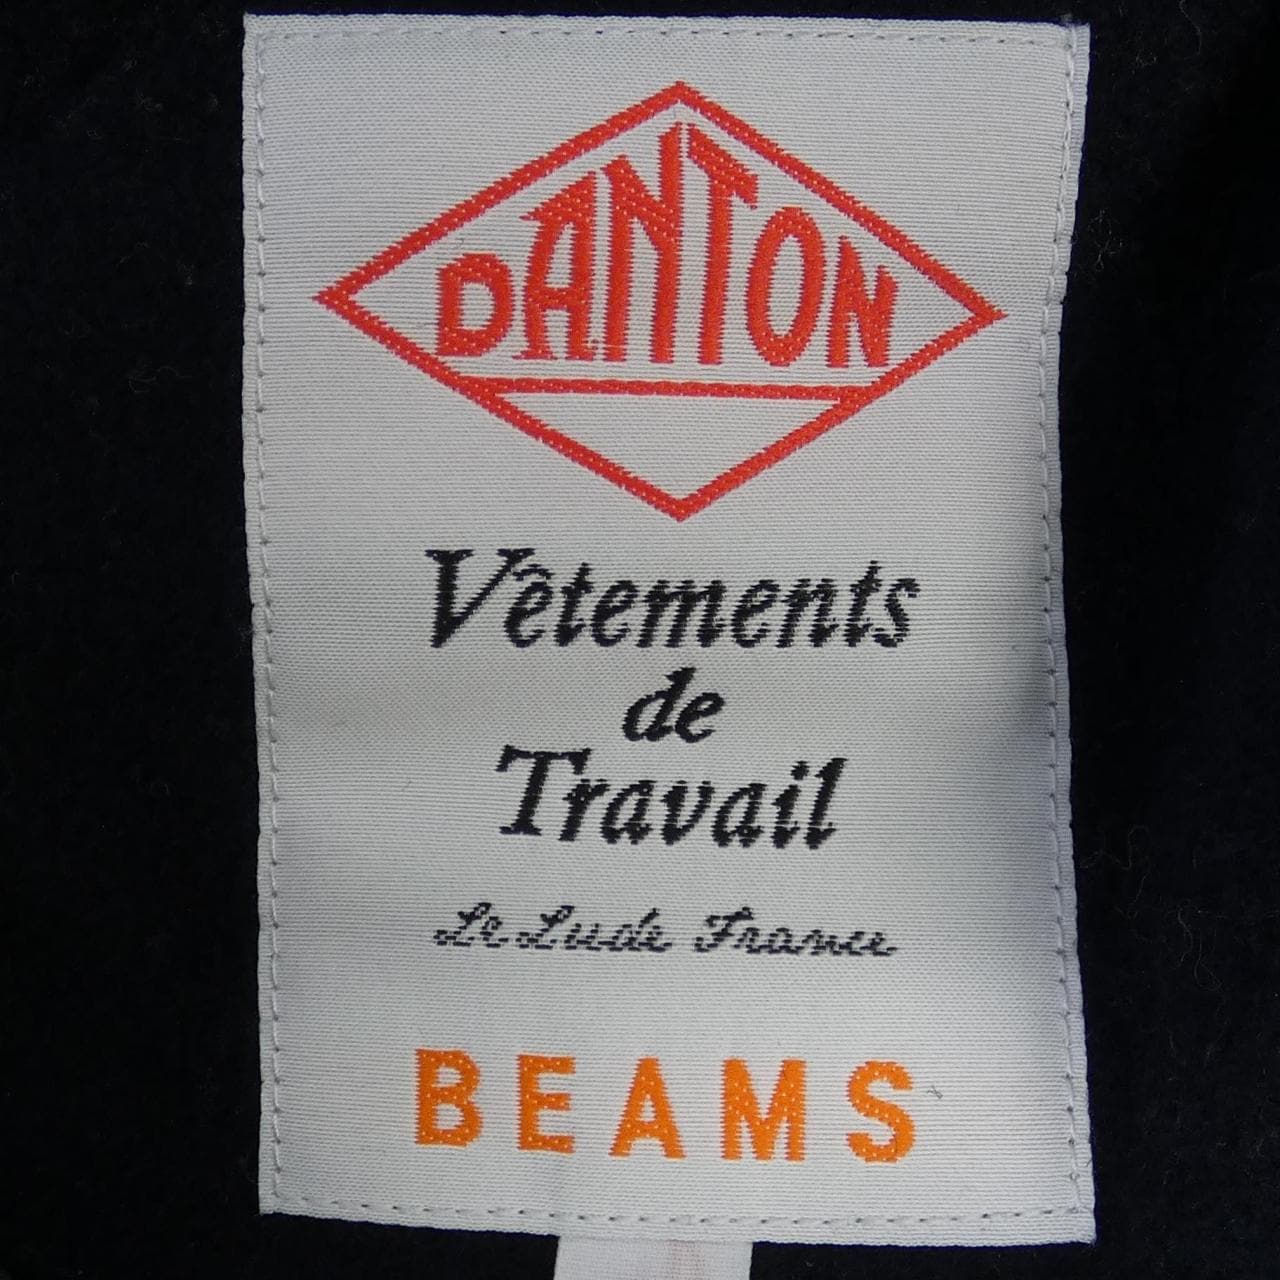 DANTON
Vêtements
de
Travail
Le Lude France
BEAMS